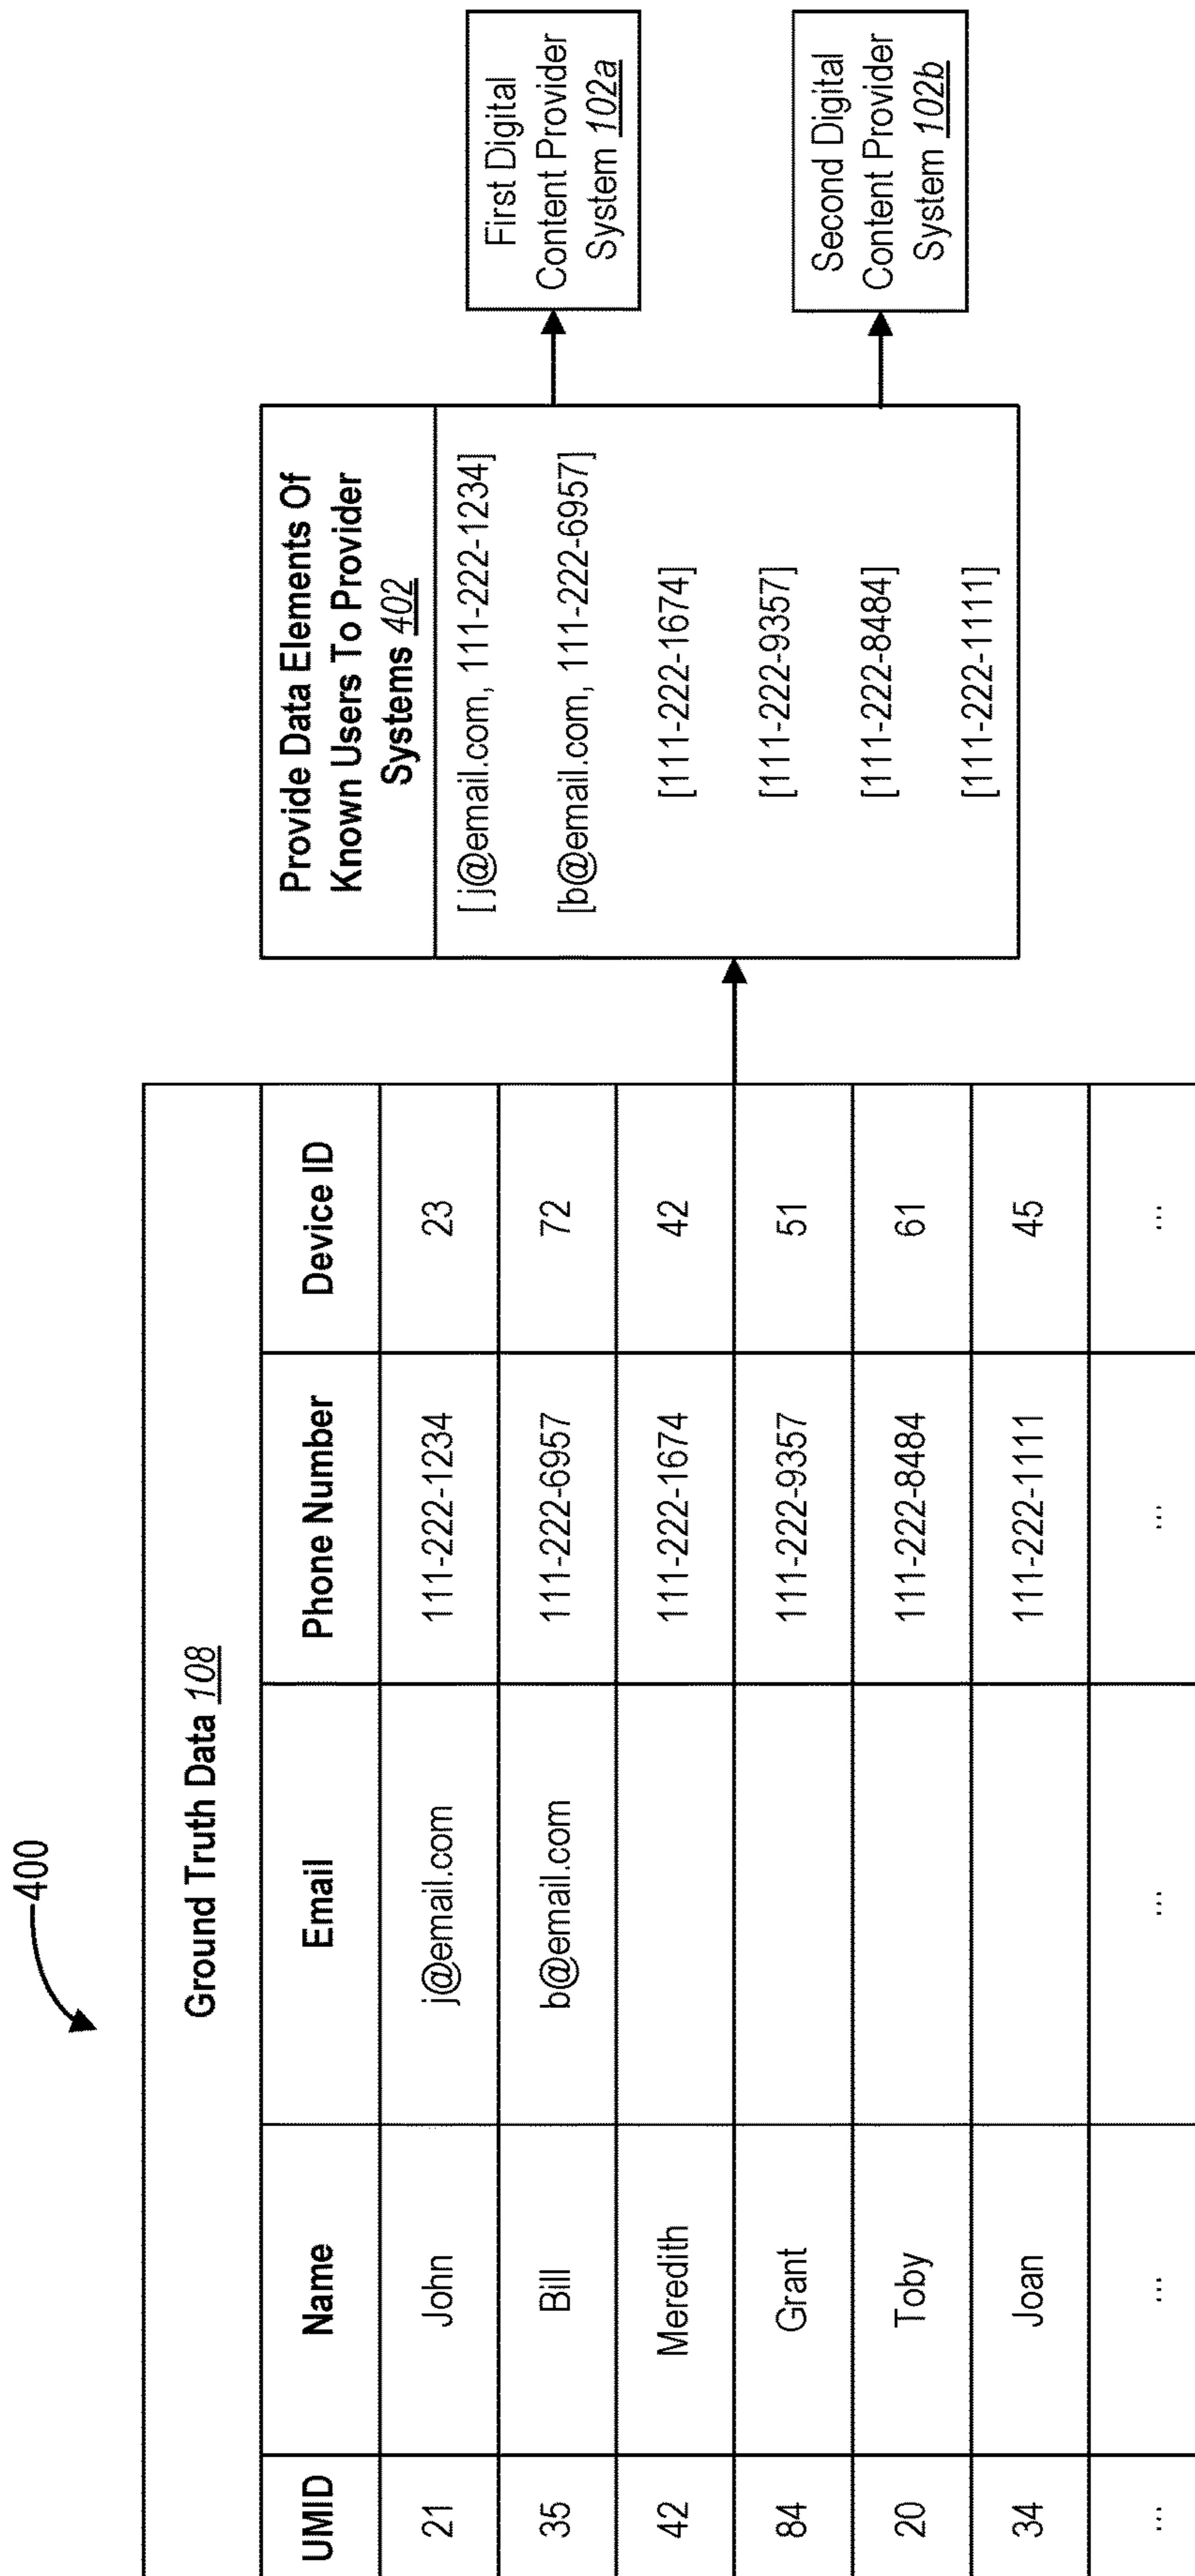 400
Ground Truth Data 108
UMID Name Email Phone Number Device ID
21 John j@email.com 111-222-1234 23
35 Bill b@email.com 111-222-6957 72
42 Meredith 111-222-1674 42
84 Grant 111-222-9357 51
20 Toby 111-222-8484 61
34 Joan 111-222-1111 45
... ... ... ... ...
Provide Data Elements Of
Known Users To Provider
Systems 402
[ j@email.com, 111-222-1234]
[b@email.com, 111-222-6957]
[111-222-1674]
[111-222-9357]
[111-222-8484]
[111-222-1111]
First Digital
Content Provider
System 102a
Second Digital
Content Provider
System 102b